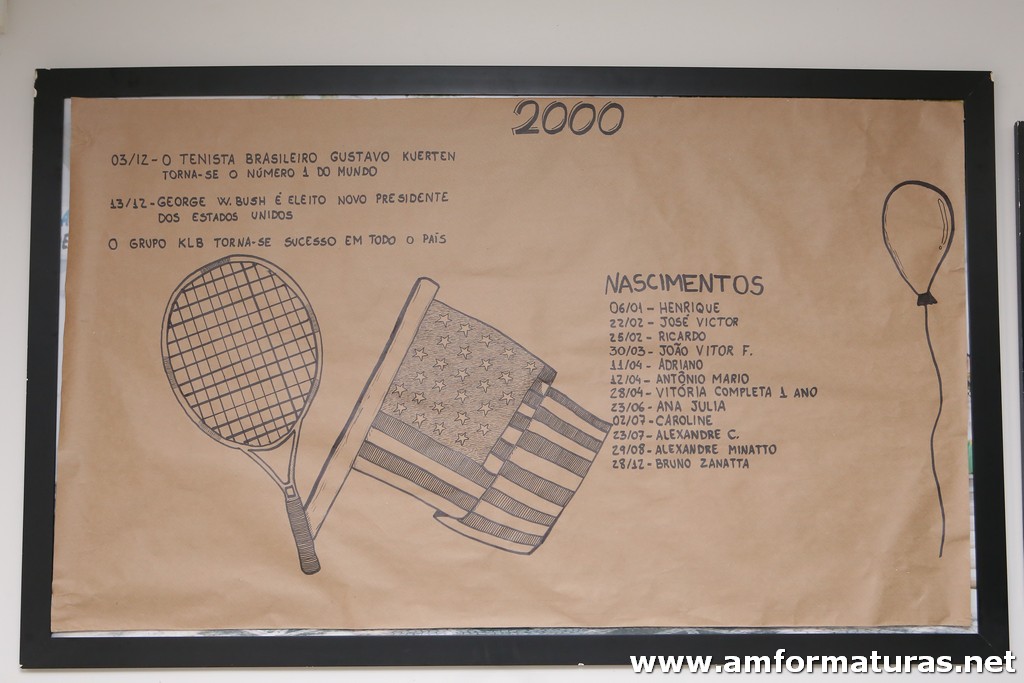 2000
03/12-O TENISTA BRASILEIRO GUSTAVO KUERTEN
TORNA-SE O NÚMERO 1 DO MUNDO
13/12-GEORGE W. BUSH É ELEITO NOVO PRESIDENTE
DOS ESTADOS UNIDOS
O GRUPO KLB TORNA-SE SUCESSO EM TODO O PAÍS
NASCIMENTOS
06/01-HENRIQUE
22/02-JOSÉ VICTOR
25/02-RICARDO
30/03-JOÃO VITOR F.
11/04-ADRIANO
12/04-ANTÔNIO MARIO
28/04-VITÓRIA COMPLETA 1 ANO
23/06-ANA JULIA
02/07-CAROLINE
23/07-ALEXANDRE C.
29/08-ALEXANDRE MINATTO
28/12-BRUNO ZANATTA
www.amformaturas.net